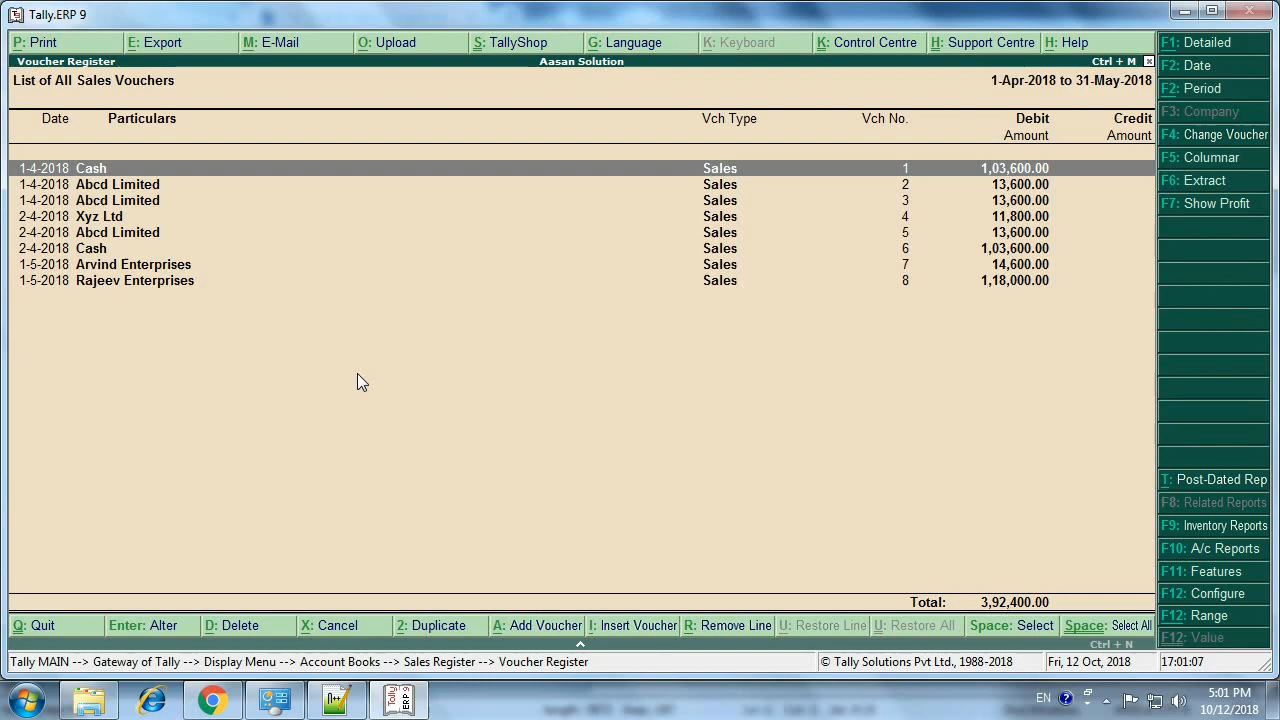 Tally.ERP 9
P: Print E: Export M: E-Mail O: Upload S: TallyShop G: Language K: Keyboard K: Control Centre H: Support Centre H: Help
Voucher Register Aasan Solution Ctrl + M
List of All Sales Vouchers 1-Apr-2018 to 31-May-2018
Date Particulars Vch Type Vch No. Debit Credit
Amount Amount
1-4-2018 Cash Sales 1 1,03,600.00
1-4-2018 Abcd Limited Sales 2 13,600.00
1-4-2018 Abcd Limited Sales 3 13,600.00
2-4-2018 Xyz Ltd Sales 4 11,800.00
2-4-2018 Abcd Limited Sales 5 13,600.00
2-4-2018 Cash Sales 6 1,03,600.00
1-5-2018 Arvind Enterprises Sales 7 14,600.00
1-5-2018 Rajeev Enterprises Sales 8 1,18,000.00
Total: 3,92,400.00
F1: Detailed
F2: Date
F2: Period
F3: Company
F4: Change Voucher
F5: Columnar
F6: Extract
F7: Show Profit
T: Post-Dated Rep
F8: Related Reports
F9: Inventory Reports
F10: A/c Reports
F11: Features
F12: Configure
F12: Range
F12: Value
Q: Quit Enter: Alter D: Delete X: Cancel 2: Duplicate A: Add Voucher I: Insert Voucher R: Remove Line U: Restore Line U: Restore All Space: Select Space: Select All
Ctrl + N
Tally MAIN --> Gateway of Tally --> Display Menu --> Account Books --> Sales Register --> Voucher Register © Tally Solutions Pvt Ltd., 1988-2018 Fri, 12 Oct, 2018 17:01:07
EN 5:01 PM
10/12/2018